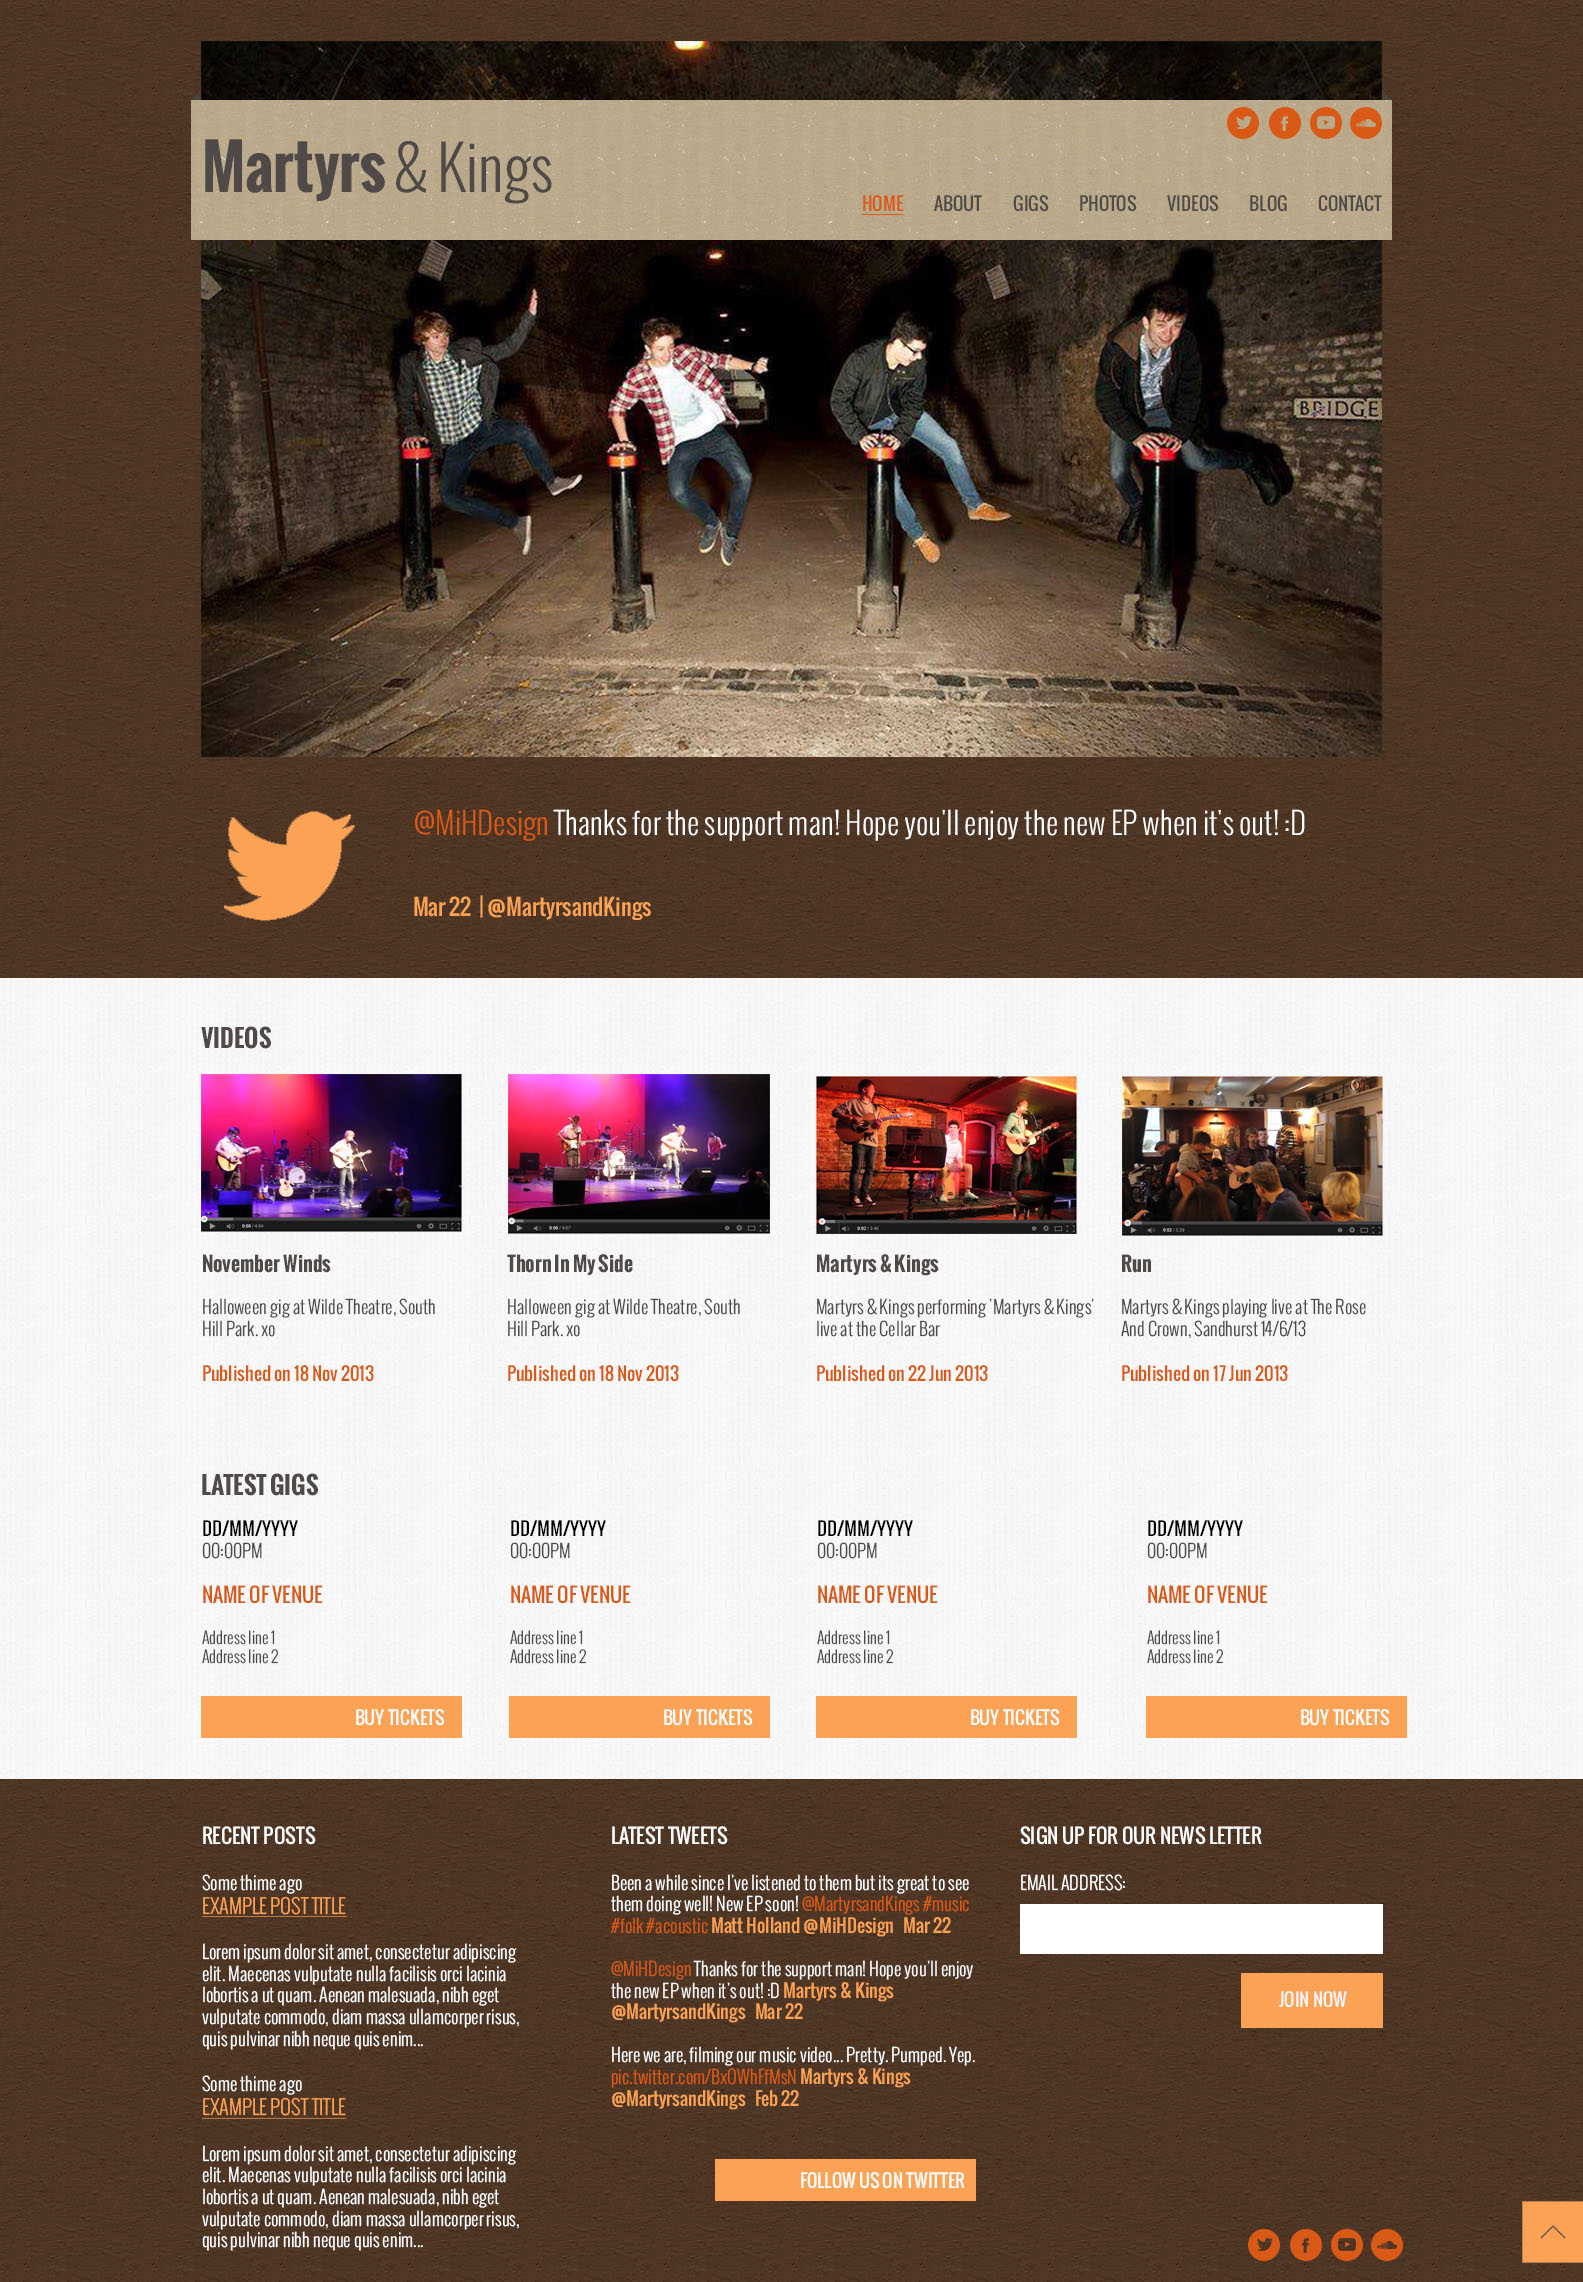 Martyrs & Kings
HOME ABOUT GIGS PHOTOS VIDEOS BLOG CONTACT
BRIDGE
@MiHDesign Thanks for the support man! Hope you'll enjoy the new EP when it's out! :D
Mar 22 | @MartyrsandKings
VIDEOS
0:00 / 4:04
0:00 / 4:07
0:02 / 3:46
0:02 / 3:29
November Winds
Halloween gig at Wilde Theatre, South
Hill Park. xo
Published on 18 Nov 2013
Thorn In My Side
Halloween gig at Wilde Theatre, South
Hill Park. xo
Published on 18 Nov 2013
Martyrs & Kings
Martyrs & Kings performing 'Martyrs & Kings'
live at the Cellar Bar
Published on 22 Jun 2013
Run
Martyrs & Kings playing live at The Rose
And Crown, Sandhurst 14/6/13
Published on 17 Jun 2013
LATEST GIGS
DD/MM/YYYY
00:00PM
NAME OF VENUE
Address line 1
Address line 2
BUY TICKETS
DD/MM/YYYY
00:00PM
NAME OF VENUE
Address line 1
Address line 2
BUY TICKETS
DD/MM/YYYY
00:00PM
NAME OF VENUE
Address line 1
Address line 2
BUY TICKETS
DD/MM/YYYY
00:00PM
NAME OF VENUE
Address line 1
Address line 2
BUY TICKETS
RECENT POSTS
Some thime ago
EXAMPLE POST TITLE
Lorem ipsum dolor sit amet, consectetur adipiscing
elit. Maecenas vulputate nulla facilisis orci lacinia
lobortis a ut quam. Aenean malesuada, nibh eget
vulputate commodo, diam massa ullamcorper risus,
quis pulvinar nibh neque quis enim...
Some thime ago
EXAMPLE POST TITLE
Lorem ipsum dolor sit amet, consectetur adipiscing
elit. Maecenas vulputate nulla facilisis orci lacinia
lobortis a ut quam. Aenean malesuada, nibh eget
vulputate commodo, diam massa ullamcorper risus,
quis pulvinar nibh neque quis enim...
LATEST TWEETS
Been a while since I've listened to them but its great to see
them doing well! New EP soon! @MartyrsandKings #music
#folk #acoustic Matt Holland @MiHDesign Mar 22
@MiHDesign Thanks for the support man! Hope you'll enjoy
the new EP when it's out! :D Martyrs & Kings
@MartyrsandKings Mar 22
Here we are, filming our music video... Pretty. Pumped. Yep.
pic.twitter.com/BxOWhFfMsN Martyrs & Kings
@MartyrsandKings Feb 22
FOLLOW US ON TWITTER
SIGN UP FOR OUR NEWS LETTER
EMAIL ADDRESS:
JOIN NOW